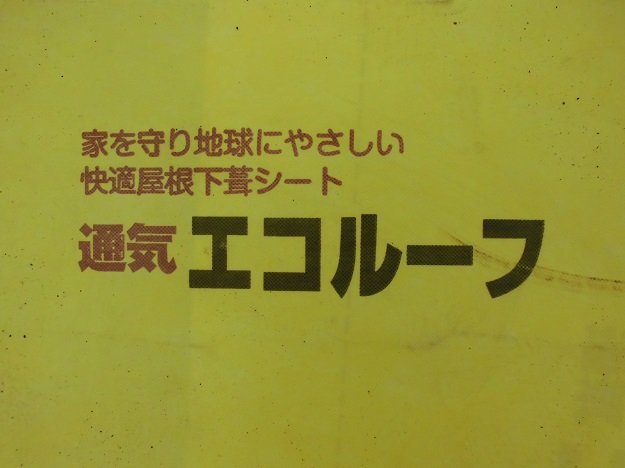 家を守り地球にやさしい
快適屋根下葺シート
通気 エコルーフ